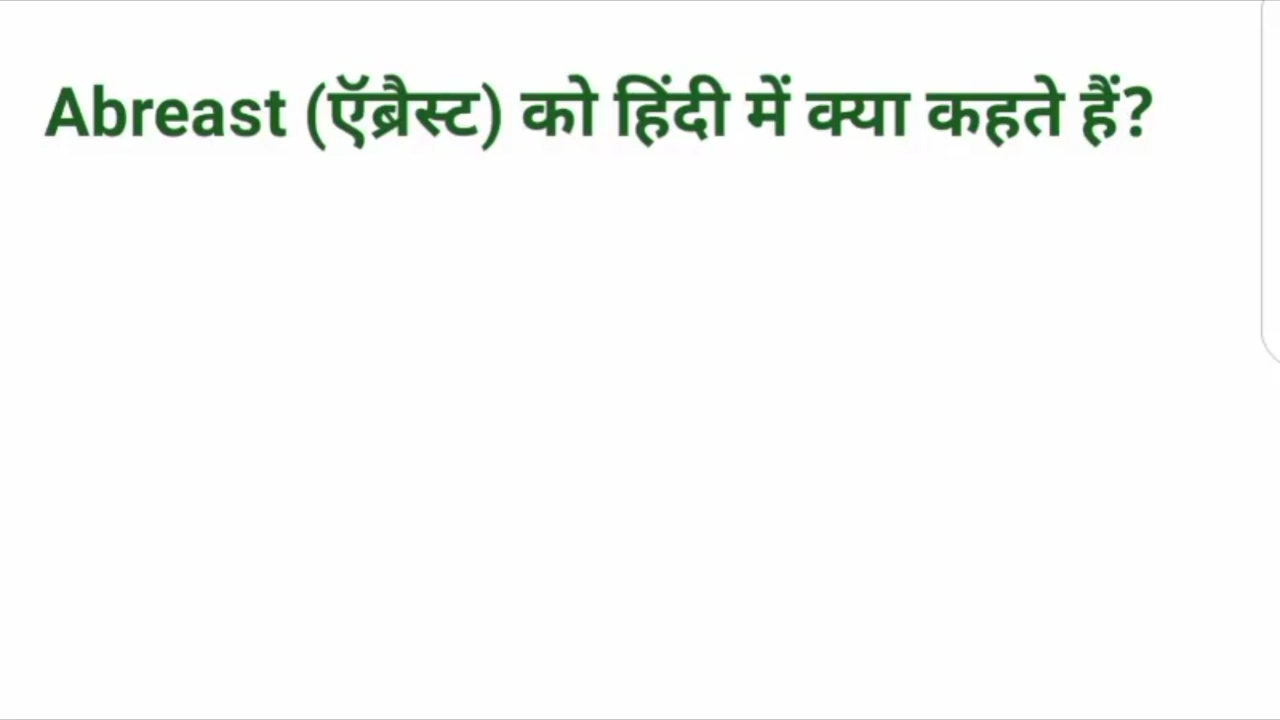 Abreast (ऍब्रैस्ट) को हिंदी में क्या कहते हैं?